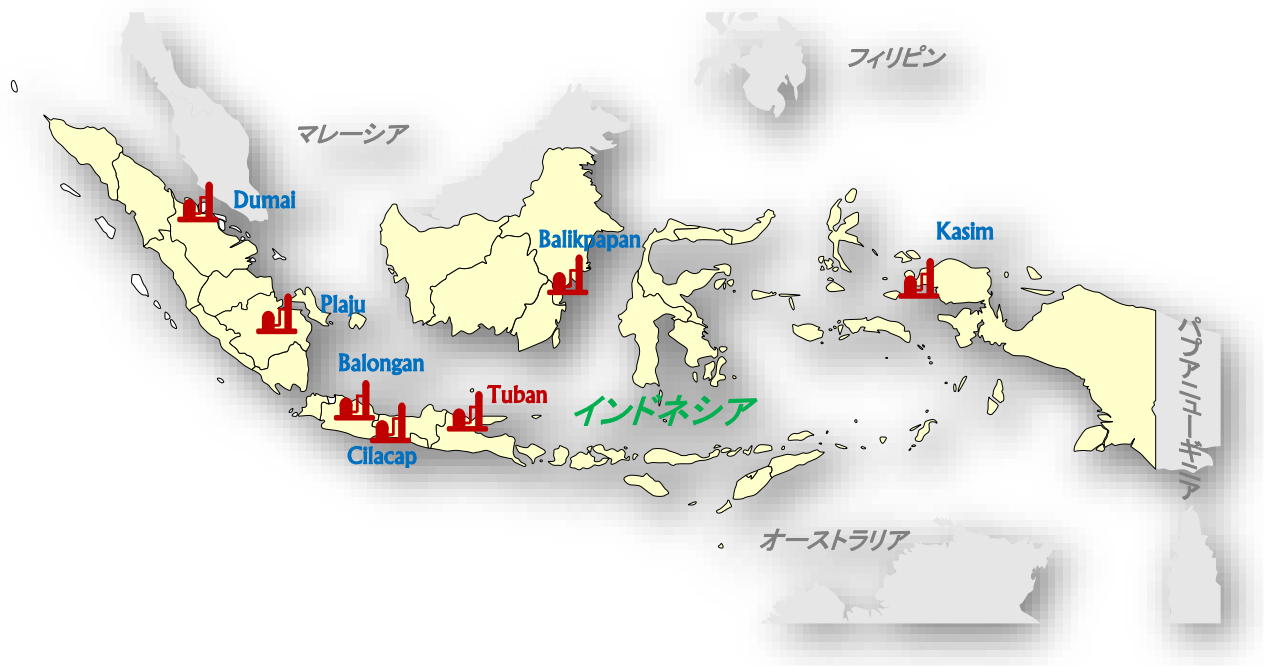 フィリピン
マレーシア
Dumai
Kasim
Balikpapan
Plaju
パプアニューギニア
Balongan
Tuban
インドネシア
Cilacap
オーストラリア